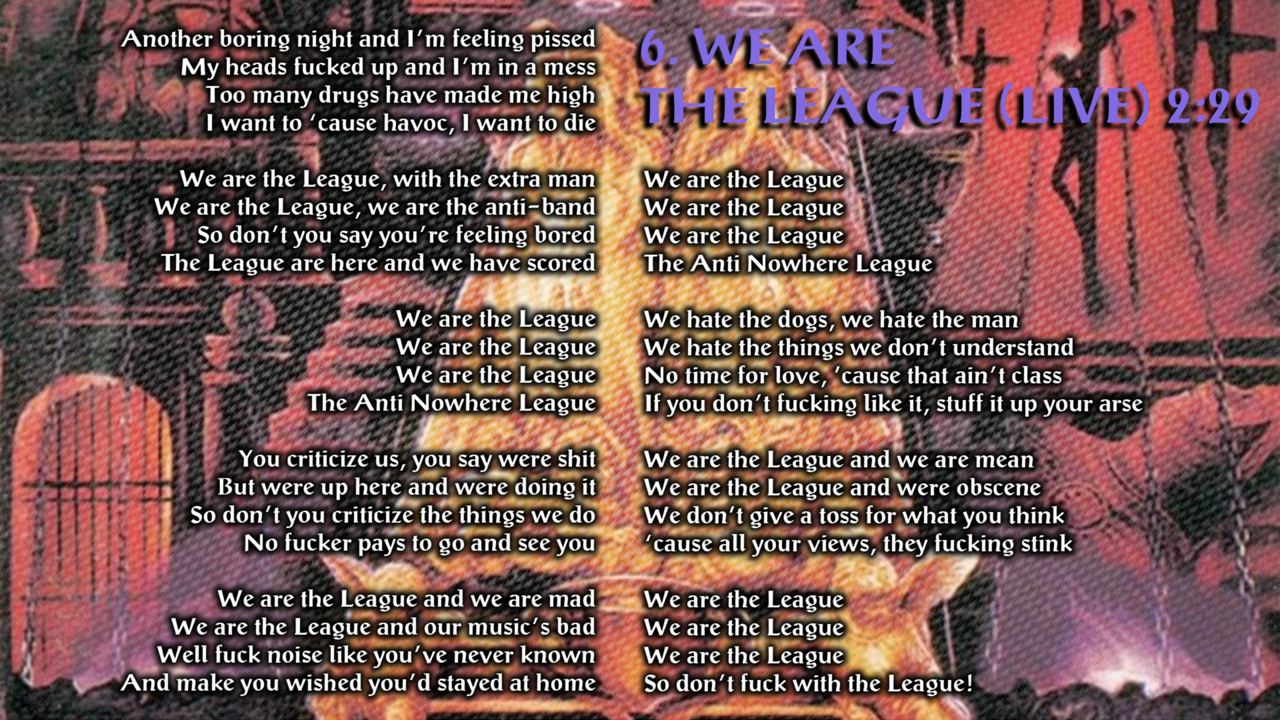 6. WE ARE
THE LEAGUE (LIVE) 2:29
Another boring night and I'm feeling pissed
My heads fucked up and I'm in a mess
Too many drugs have made me high
I want to ‘cause havoc, I want to die
We are the League, with the extra man
We are the League, we are the anti-band
So don't you say you're feeling bored
The League are here and we have scored
We are the League
We are the League
We are the League
The Anti Nowhere League
You criticize us, you say were shit
But were up here and were doing it
So don't you criticize the things we do
No fucker pays to go and see you
We are the League and we are mad
We are the League and our music's bad
Well fuck noise like you've never known
And make you wished you'd stayed at home
We are the League
We are the League
We are the League
The Anti Nowhere League
We hate the dogs, we hate the man
We hate the things we don't understand
No time for love, ’cause that ain't class
If you don't fucking like it, stuff it up your arse
We are the League and we are mean
We are the League and were obscene
We don't give a toss for what you think
‘cause all your views, they fucking stink
We are the League
We are the League
We are the League
So don't fuck with the League!